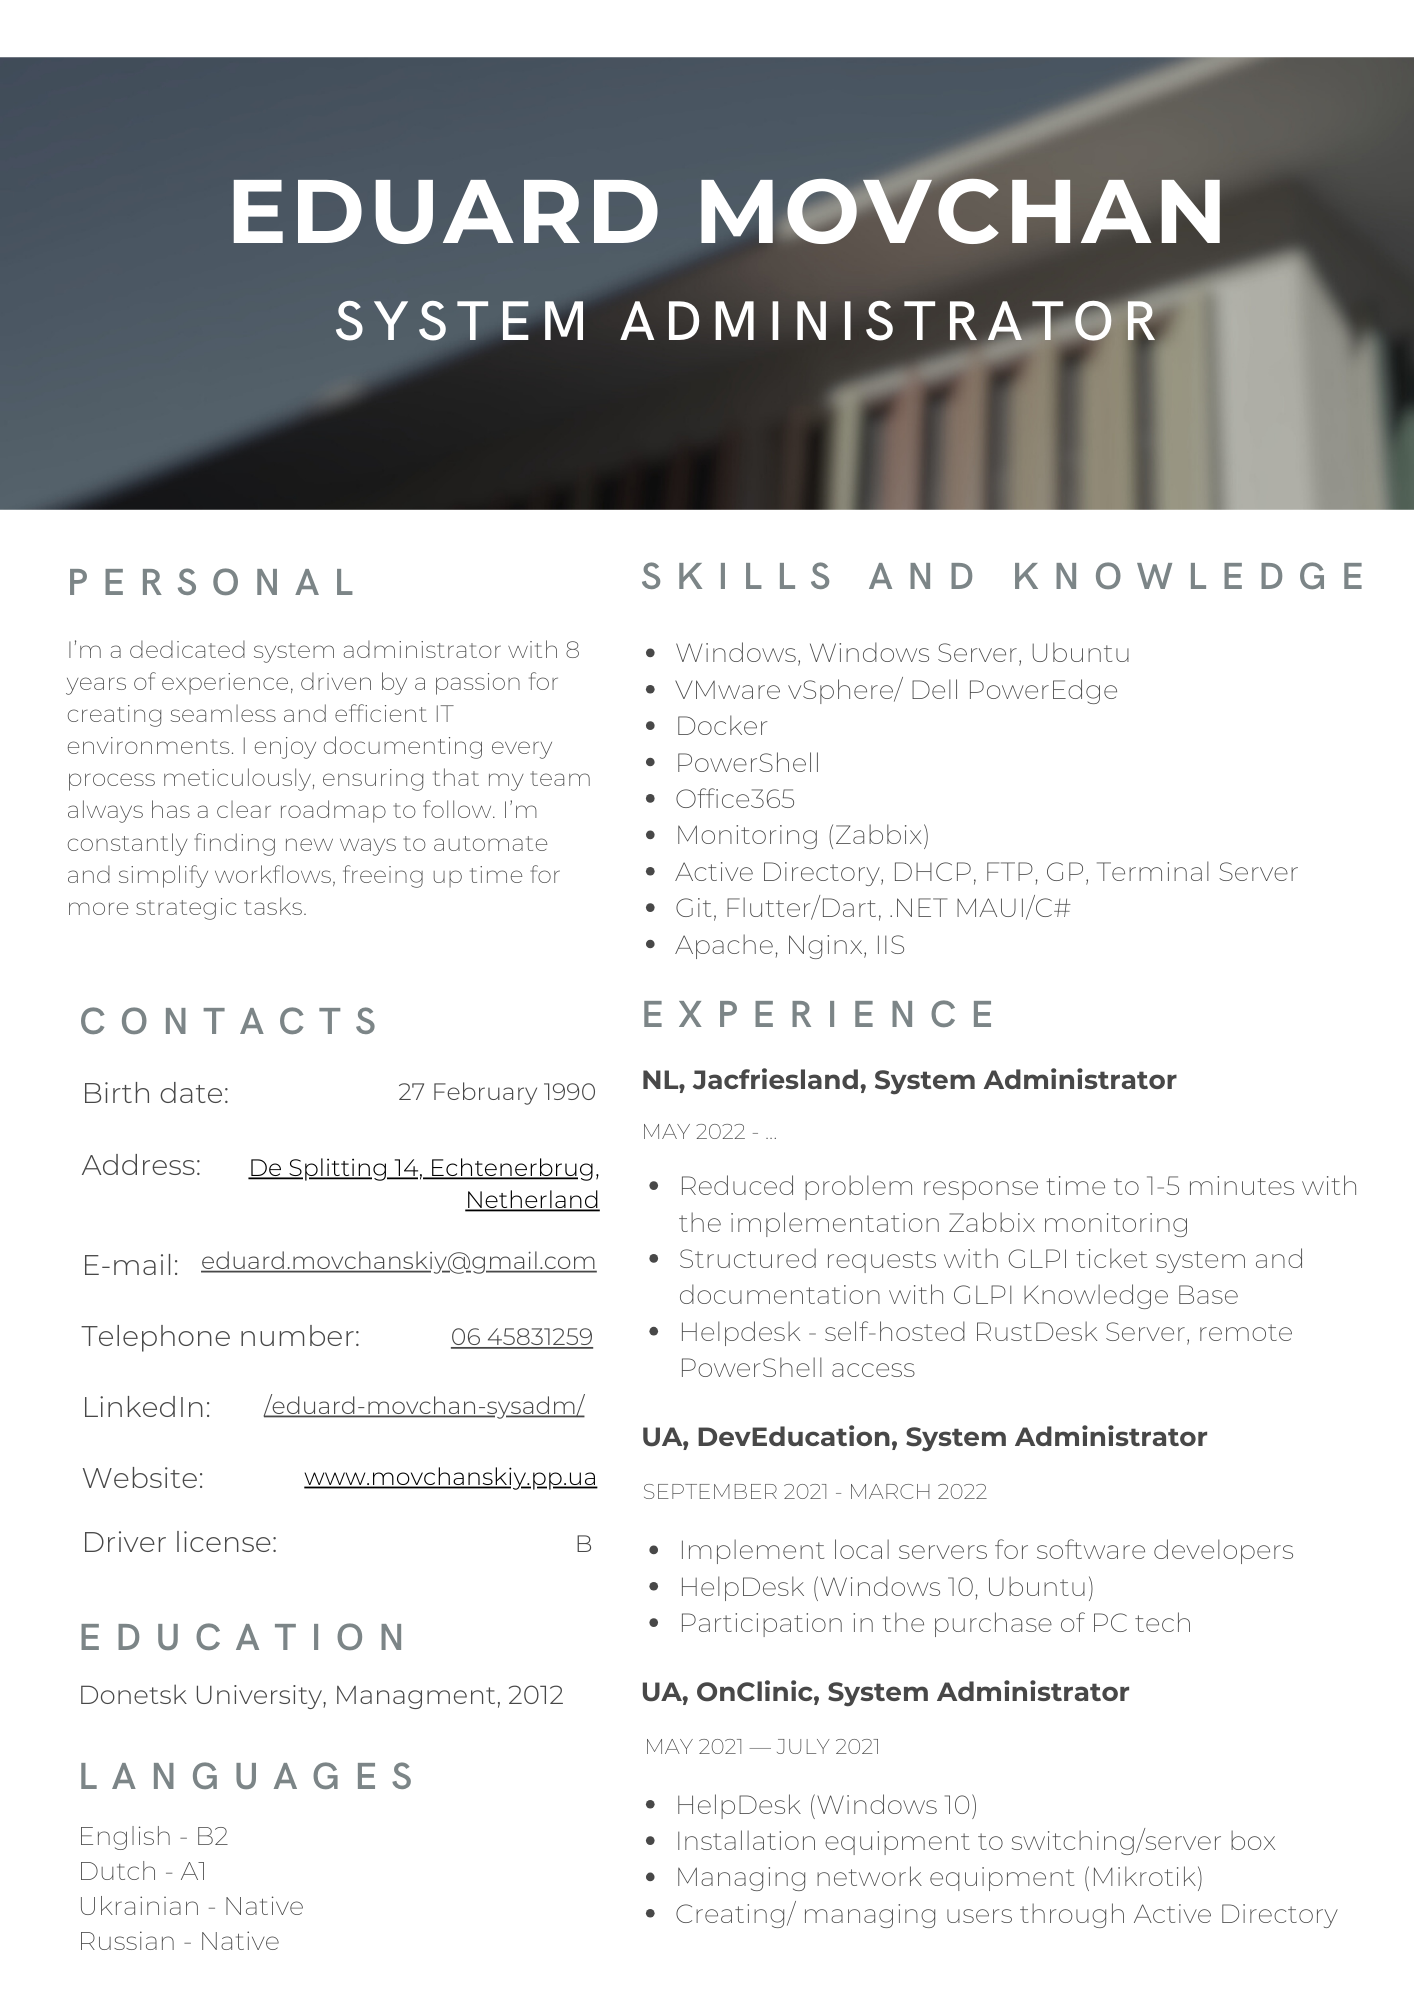 EDUARD MOVCHAN
SYSTEM ADMINISTRATOR
PERSONAL
I'm a dedicated system administrator with 8
years of experience, driven by a passion for
creating seamless and efficient IT
environments. I enjoy documenting every
process meticulously, ensuring that my team
always has a clear roadmap to follow. I'm
constantly finding new ways to automate
and simplify workflows, freeing up time for
more strategic tasks.
CONTACTS
Birth date: 27 February 1990
Address: De Splitting 14, Echtenerbrug,
Netherland
E-mail: eduard.movchanskiy@gmail.com
Telephone number: 06 45831259
LinkedIn: /eduard-movchan-sysadm/
Website: www.movchanskiy.pp.ua
Driver license: B
EDUCATION
Donetsk University, Managment, 2012
LANGUAGES
English - B2
Dutch - A1
Ukrainian - Native
Russian - Native
SKILLS AND KNOWLEDGE
• Windows, Windows Server, Ubuntu
• VMware vSphere/ Dell PowerEdge
• Docker
• PowerShell
• Office365
• Monitoring (Zabbix)
• Active Directory, DHCP, FTP, GP, Terminal Server
• Git, Flutter/Dart, .NET MAUI/C#
• Apache, Nginx, IIS
EXPERIENCE
NL, Jacfriesland, System Administrator
MAY 2022 - ...
• Reduced problem response time to 1-5 minutes with
the implementation Zabbix monitoring
• Structured requests with GLPI ticket system and
documentation with GLPI Knowledge Base
• Helpdesk - self-hosted RustDesk Server, remote
PowerShell access
UA, DevEducation, System Administrator
SEPTEMBER 2021 - MARCH 2022
• Implement local servers for software developers
• HelpDesk (Windows 10, Ubuntu)
• Participation in the purchase of PC tech
UA, OnClinic, System Administrator
MAY 2021 — JULY 2021
• HelpDesk (Windows 10)
• Installation equipment to switching/server box
• Managing network equipment (Mikrotik)
• Creating/ managing users through Active Directory